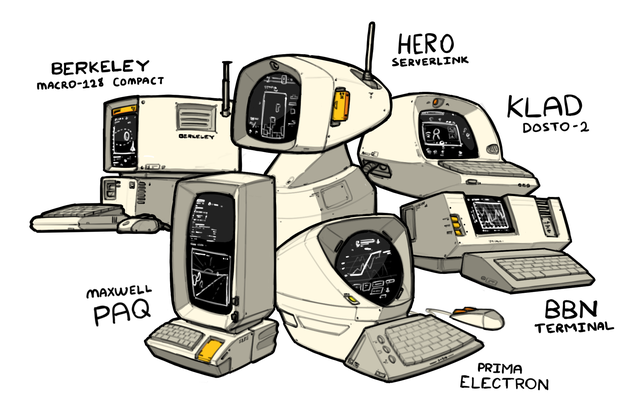 BERKELEY
MACRO-128 COMPACT
HERO
SERVERLINK
KLAD
DOSTO-2
BERKELEY
R
MAXWELL
PAQ
BBN
TERMINAL
PRIMA
ELECTRON